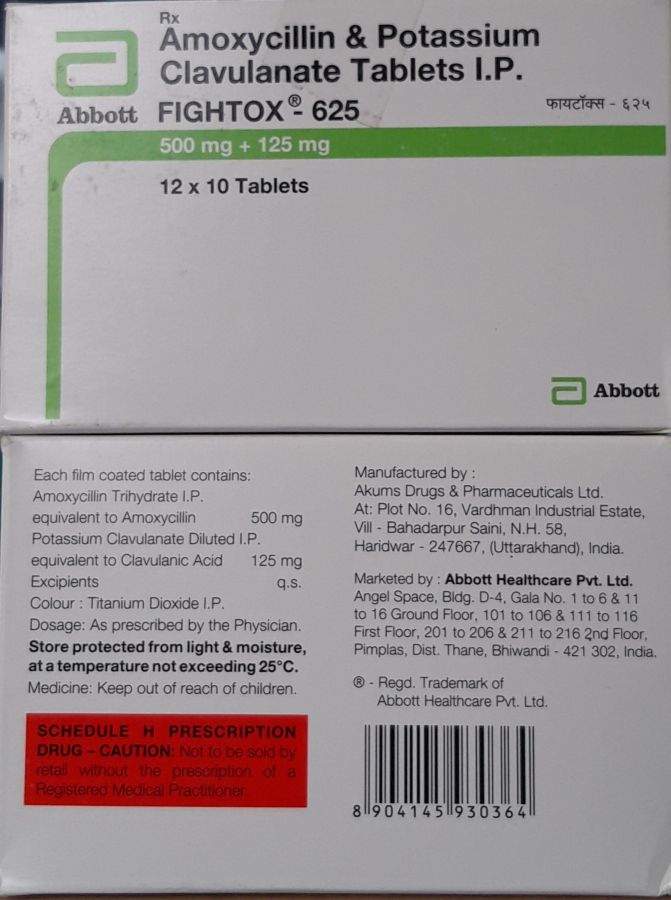 Rx
Amoxycillin & Potassium
Clavulanate Tablets I.P.
Abbott
FIGHTOX®- 625
फायटॉक्स - ६२५
500 mg + 125 mg
12 x 10 Tablets
Abbott
Each film coated tablet contains:
Amoxycillin Trihydrate I.P.
equivalent to Amoxycillin 500 mg
Potassium Clavulanate Diluted I.P.
equivalent to Clavulanic Acid 125 mg
Excipients q.s.
Colour : Titanium Dioxide I.P.
Dosage: As prescribed by the Physician.
Store protected from light & moisture,
at a temperature not exceeding 25°C.
Medicine: Keep out of reach of children.
SCHEDULE H PRESCRIPTION
DRUG – CAUTION: Not to be sold by
retail without the prescription of a
Registered Medical Practitioner.
Manufactured by :
Akums Drugs & Pharmaceuticals Ltd.
At: Plot No. 16, Vardhman Industrial Estate,
Vill - Bahadarpur Saini, N.H. 58,
Haridwar - 247667, (Uttarakhand), India.
Marketed by : Abbott Healthcare Pvt. Ltd.
Angel Space, Bldg. D-4, Gala No. 1 to 6 & 11
to 16 Ground Floor, 101 to 106 & 111 to 116
First Floor, 201 to 206 & 211 to 216 2nd Floor,
Pimplas, Dist. Thane, Bhiwandi - 421 302, India.
® - Regd. Trademark of
Abbott Healthcare Pvt. Ltd.
8 904145 930364